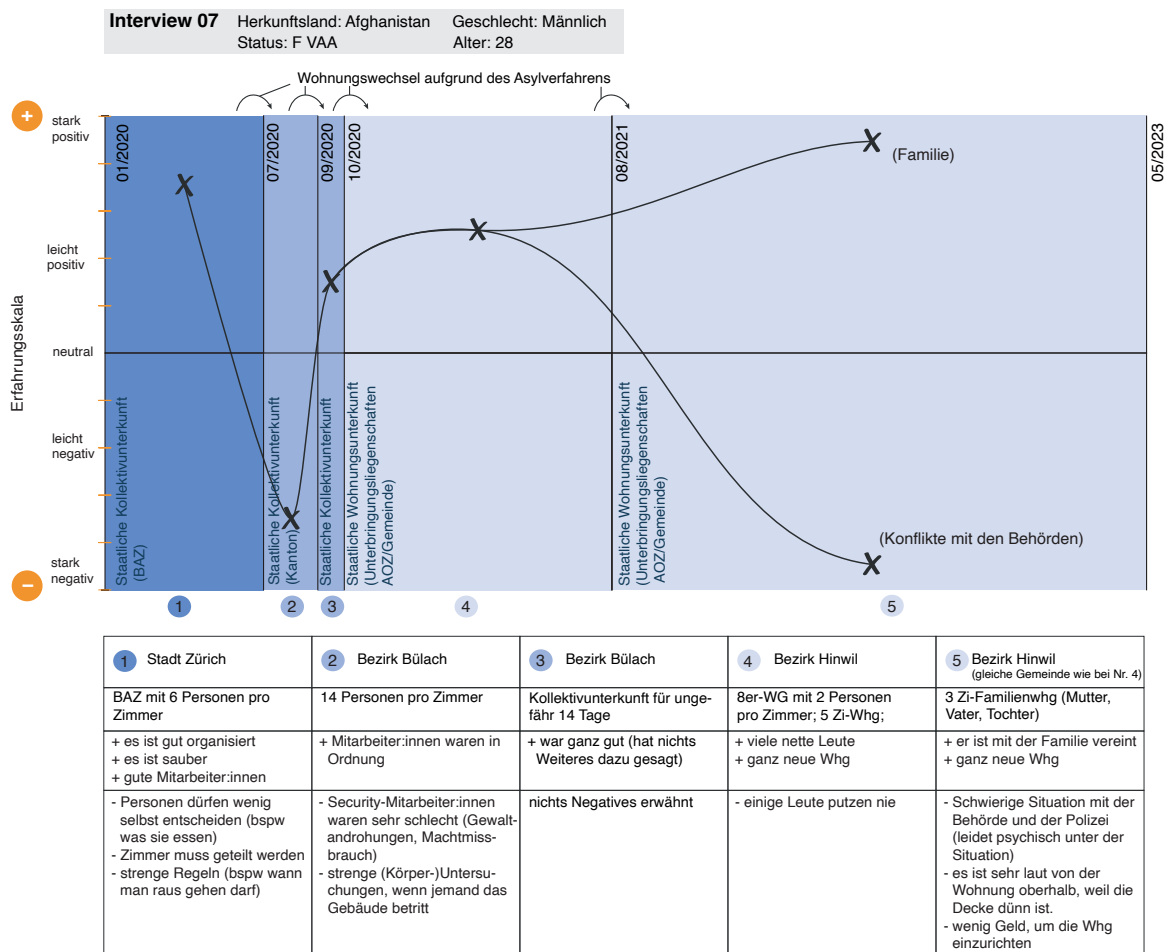 Interview 07 Herkunftsland: Afghanistan Geschlecht: Männlich
Status: F VAA Alter: 28
Wohnungswechsel aufgrund des Asylverfahrens
+
stark
positiv
leicht
positiv
neutral
leicht
negativ
stark
negativ
–
Erfahrungsskala
01/2020
07/2020
09/2020
10/2020
08/2021
05/2023
X
X
X
X
X
X
(Familie)
(Konflikte mit den Behörden)
Staatliche Kollektivunterkunft
(BAZ)
Staatliche Kollektivunterkunft
(Kanton)
Staatliche Kollektivunterkunft
Staatliche Wohnungsunterkunft
(Unterbringungsliegenschaften
AOZ/Gemeinde)
Staatliche Wohnungsunterkunft
(Unterbringungsliegenschaften
AOZ/Gemeinde)
1 2 3 4 5
1 Stadt Zürich
BAZ mit 6 Personen pro
Zimmer
+ es ist gut organisiert
+ es ist sauber
+ gute Mitarbeiter:innen
- Personen dürfen wenig
selbst entscheiden (bspw
was sie essen)
- Zimmer muss geteilt werden
- strenge Regeln (bspw wann
man raus gehen darf)
2 Bezirk Bülach
14 Personen pro Zimmer
+ Mitarbeiter:innen waren in
Ordnung
- Security-Mitarbeiter:innen
waren sehr schlecht (Gewalt-
androhungen, Machtmiss-
brauch)
- strenge (Körper-)Untersu-
chungen, wenn jemand das
Gebäude betritt
3 Bezirk Bülach
Kollektivunterkunft für unge-
fähr 14 Tage
+ war ganz gut (hat nichts
Weiteres dazu gesagt)
nichts Negatives erwähnt
4 Bezirk Hinwil
8er-WG mit 2 Personen
pro Zimmer; 5 Zi-Whg;
+ viele nette Leute
+ ganz neue Whg
- einige Leute putzen nie
5 Bezirk Hinwil
(gleiche Gemeinde wie bei Nr. 4)
3 Zi-Familienwhg (Mutter,
Vater, Tochter)
+ er ist mit der Familie vereint
+ ganz neue Whg
- Schwierige Situation mit der
Behörde und der Polizei
(leidet psychisch unter der
Situation)
- es ist sehr laut von der
Wohnung oberhalb, weil die
Decke dünn ist.
- wenig Geld, um die Whg
einzurichten